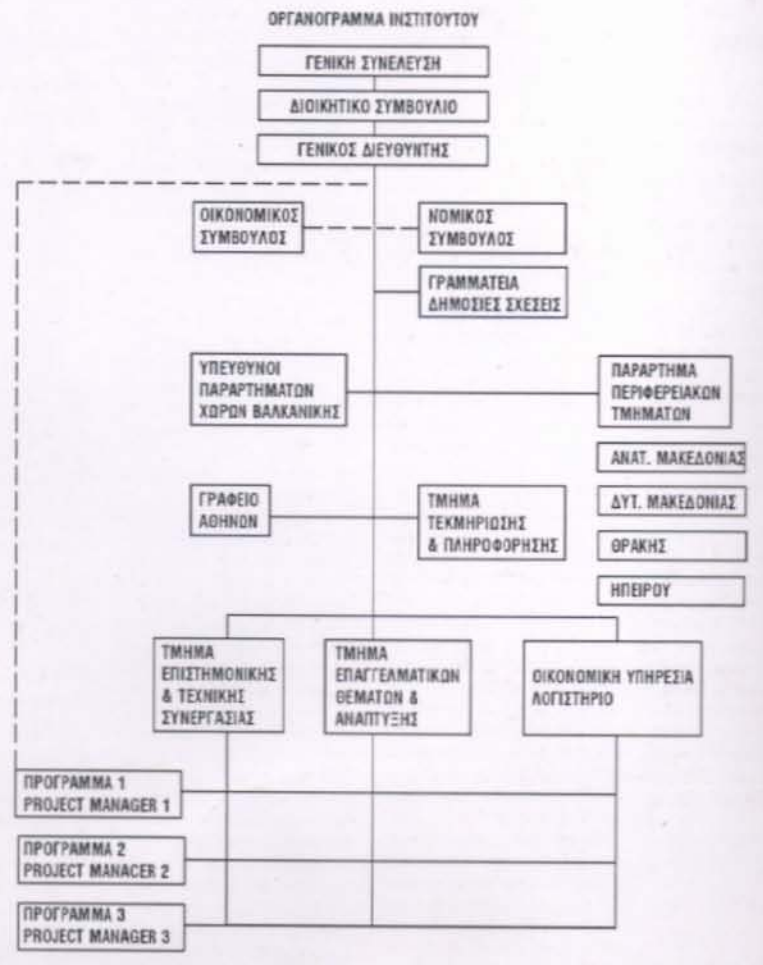 ΟΡΓΑΝΟΓΡΑΜΜΑ ΙΝΣΤΙΤΟΥΤΟΥ
ΓΕΝΙΚΗ ΣΥΝΕΛΕΥΣΗ
ΔΙΟΙΚΗΤΙΚΟ ΣΥΜΒΟΥΛΙΟ
ΓΕΝΙΚΟΣ ΔΙΕΥΘΥΝΤΗΣ
ΟΙΚΟΝΟΜΙΚΟΣ
ΣΥΜΒΟΥΛΟΣ
ΝΟΜΙΚΟΣ
ΣΥΜΒΟΥΛΟΣ
ΓΡΑΜΜΑΤΕΙΑ
ΔΗΜΟΣΙΕΣ ΣΧΕΣΕΙΣ
ΥΠΕΥΘΥΝΟΙ
ΠΑΡΑΡΤΗΜΑΤΩΝ
ΧΩΡΩΝ ΒΑΛΚΑΝΙΚΗΣ
ΠΑΡΑΡΤΗΜΑ
ΠΕΡΙΦΕΡΕΙΑΚΩΝ
ΤΜΗΜΑΤΩΝ
ΑΝΑΤ. ΜΑΚΕΔΟΝΙΑΣ
ΔΥΤ. ΜΑΚΕΔΟΝΙΑΣ
ΘΡΑΚΗΣ
ΗΠΕΙΡΟΥ
ΓΡΑΦΕΙΟ
ΑΘΗΝΩΝ
ΤΜΗΜΑ
ΤΕΚΜΗΡΙΩΣΗΣ
& ΠΛΗΡΟΦΟΡΗΣΗΣ
ΤΜΗΜΑ
ΕΠΙΣΤΗΜΟΝΙΚΗΣ
& ΤΕΧΝΙΚΗΣ
ΣΥΝΕΡΓΑΣΙΑΣ
ΤΜΗΜΑ
ΕΠΑΓΓΕΛΜΑΤΙΚΩΝ
ΘΕΜΑΤΩΝ &
ΑΝΑΠΤΥΞΗΣ
ΟΙΚΟΝΟΜΙΚΗ ΥΠΗΡΕΣΙΑ
ΛΟΓΙΣΤΗΡΙΟ
ΠΡΟΓΡΑΜΜΑ 1
PROJECT MANAGER 1
ΠΡΟΓΡΑΜΜΑ 2
PROJECT MANACER 2
ΠΡΟΓΡΑΜΜΑ 3
PROJECT MANAGER 3